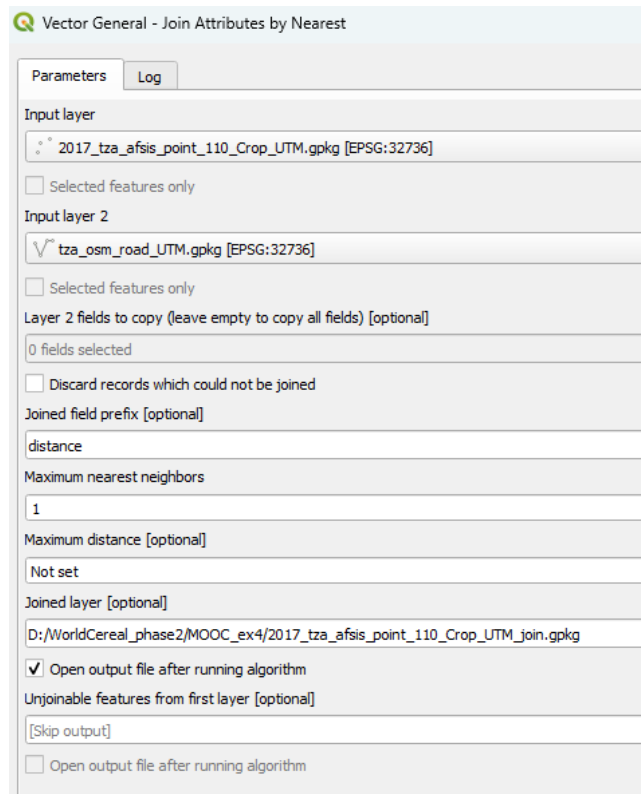 Vector General - Join Attributes by Nearest
Parameters Log
Input layer
2017_tza_afsis_point_110_Crop_UTM.gpkg [EPSG:32736]
Selected features only
Input layer 2
tza_osm_road_UTM.gpkg [EPSG:32736]
Selected features only
Layer 2 fields to copy (leave empty to copy all fields) [optional]
0 fields selected
Discard records which could not be joined
Joined field prefix [optional]
distance
Maximum nearest neighbors
1
Maximum distance [optional]
Not set
Joined layer [optional]
D:/WorldCereal_phase2/MOOC_ex4/2017_tza_afsis_point_110_Crop_UTM_join.gpkg
Open output file after running algorithm
Unjoinable features from first layer [optional]
[Skip output]
Open output file after running algorithm